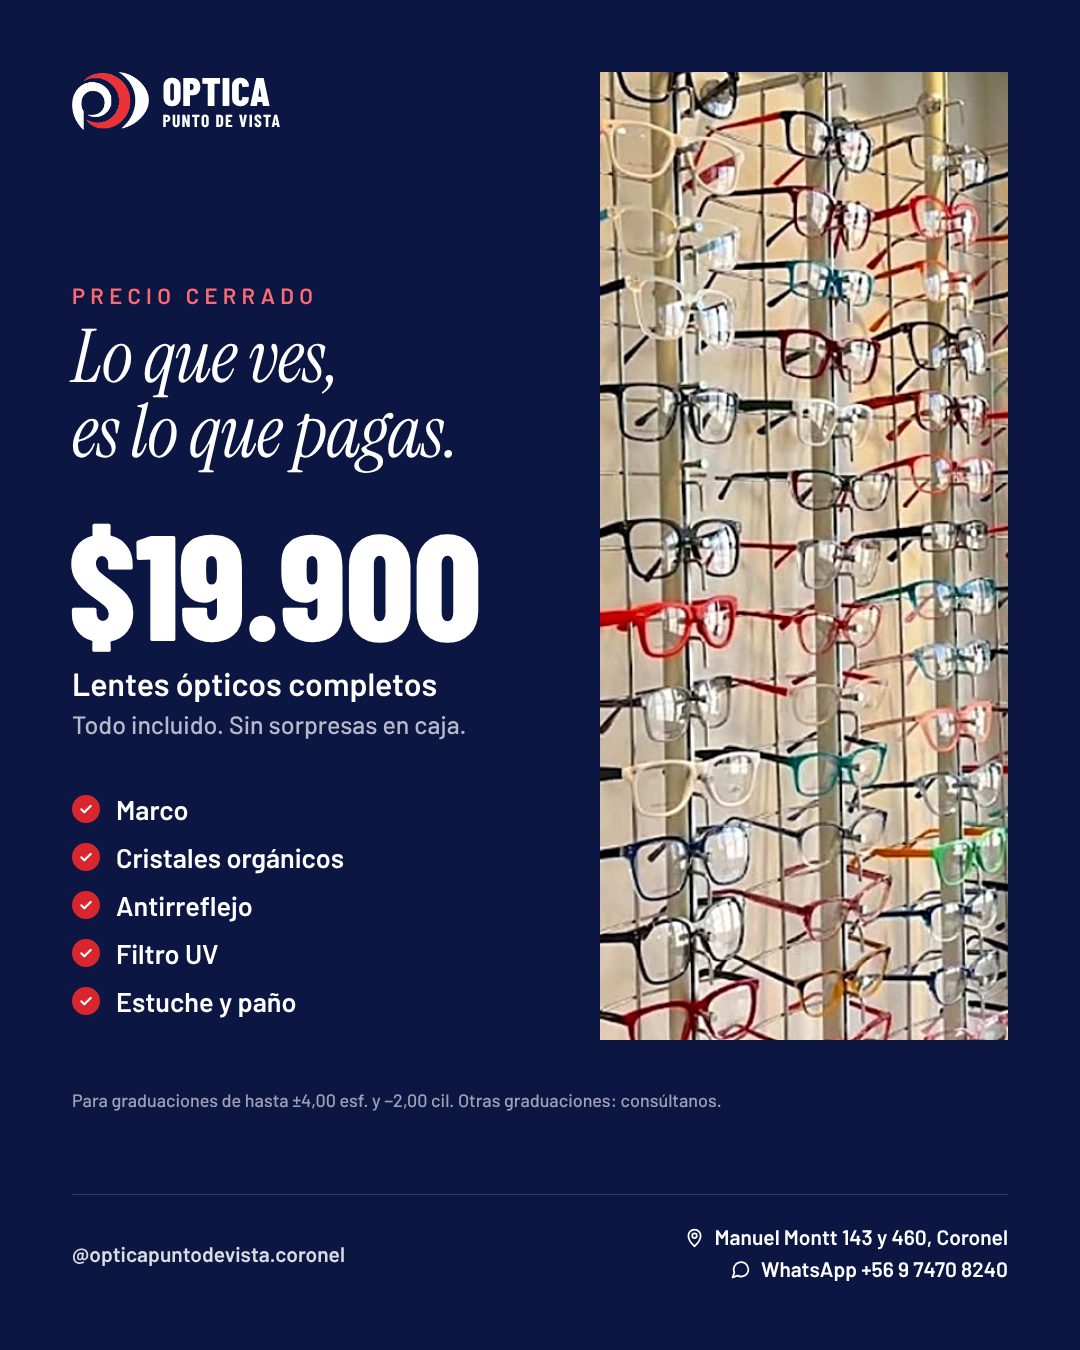 OPTICA
PUNTO DE VISTA
PRECIO CERRADO
Lo que ves,
es lo que pagas.
$19.900
Lentes ópticos completos
Todo incluido. Sin sorpresas en caja.
Marco
Cristales orgánicos
Antirreflejo
Filtro UV
Estuche y paño
Para graduaciones de hasta ±4,00 esf. y −2,00 cil. Otras graduaciones: consúltanos.
@opticapuntodevista.coronel
Manuel Montt 143 y 460, Coronel
WhatsApp +56 9 7470 8240